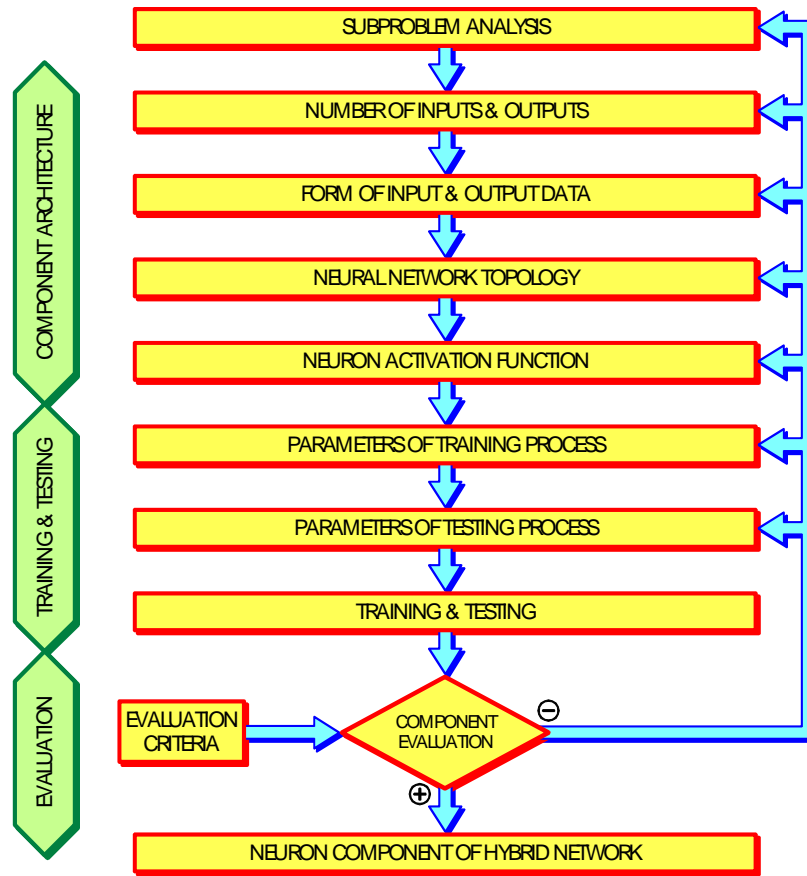 SUBPROBLEM ANALYSIS
NUMBER OF INPUTS & OUTPUTS
FORM OF INPUT & OUTPUT DATA
NEURAL NETWORK TOPOLOGY
NEURON ACTIVATION FUNCTION
PARAMETERS OF TRAINING PROCESS
PARAMETERS OF TESTING PROCESS
TRAINING & TESTING
EVALUATION
CRITERIA
COMPONENT
EVALUATION
−
+
NEURON COMPONENT OF HYBRID NETWORK
COMPONENT ARCHITECTURE
TRAINING & TESTING
EVALUATION